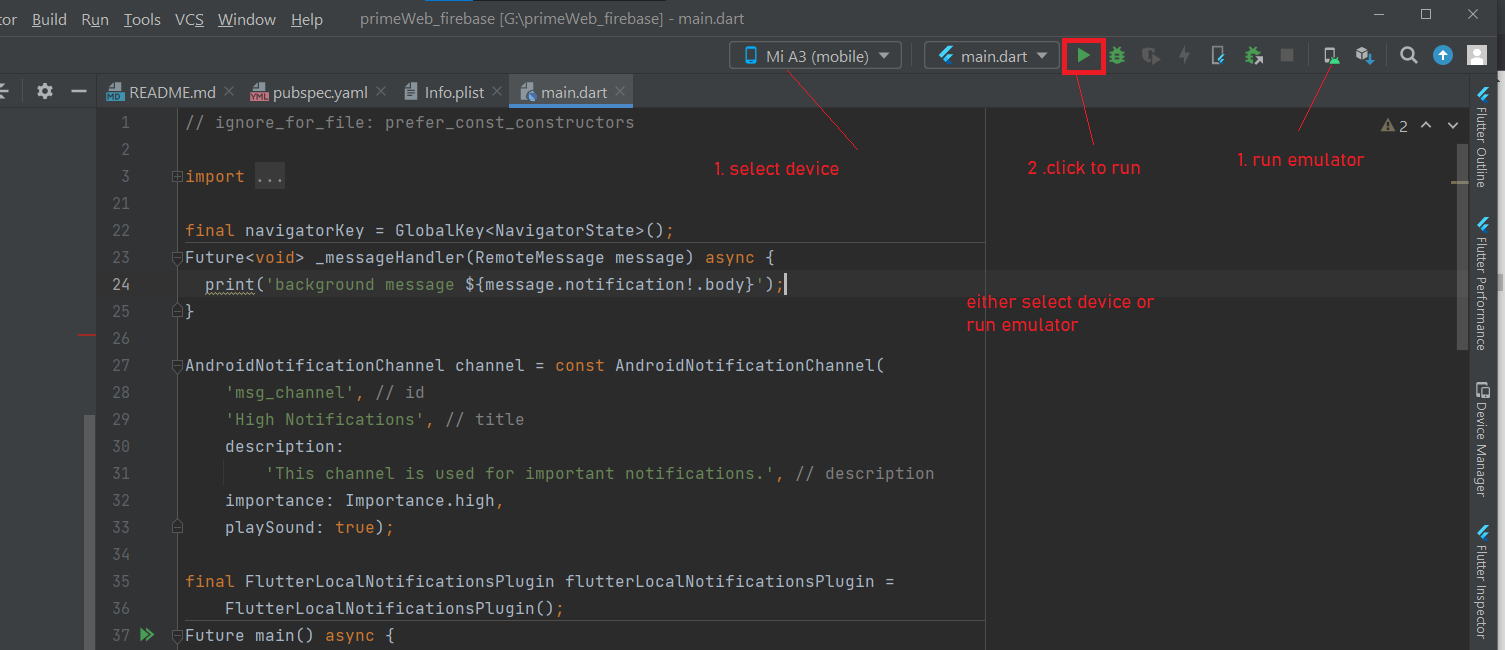 tor Build Run Tools VCS Window Help primeWeb_firebase [G:\primeWeb_firebase] - main.dart
Mi A3 (mobile) main.dart
MD README.md YML pubspec.yaml Info.plist main.dart
1 // ignore_for_file: prefer_const_constructors
2
2
3 import ...
21
22 final navigatorKey = GlobalKey<NavigatorState>();
23 Future<void> _messageHandler(RemoteMessage message) async {
24 print('background message ${message.notification!.body}');
25 }
26
27 AndroidNotificationChannel channel = const AndroidNotificationChannel(
28 'msg_channel', // id
29 'High Notifications', // title
30 description:
31 'This channel is used for important notifications.', // description
32 importance: Importance.high,
33 playSound: true);
34
35 final FlutterLocalNotificationsPlugin flutterLocalNotificationsPlugin =
36 FlutterLocalNotificationsPlugin();
37 Future main() async {
1. select device
2 .click to run
1. run emulator
either select device or
run emulator
Flutter Outline
Flutter Performance
Device Manager
Flutter Inspector